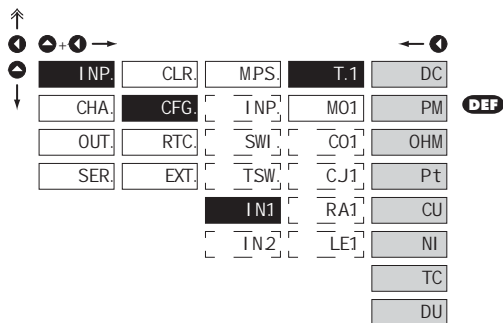 +
INP. CLR. MPS. T.1 DC
CHA. CFG. INP. MO1 PM DEF
OUT. RTC. SWI. CO1 OHM
SER. EXT. TSW. CJ1 Pt
IN1 RA1 CU
IN2 LE1 NI
TC
DU